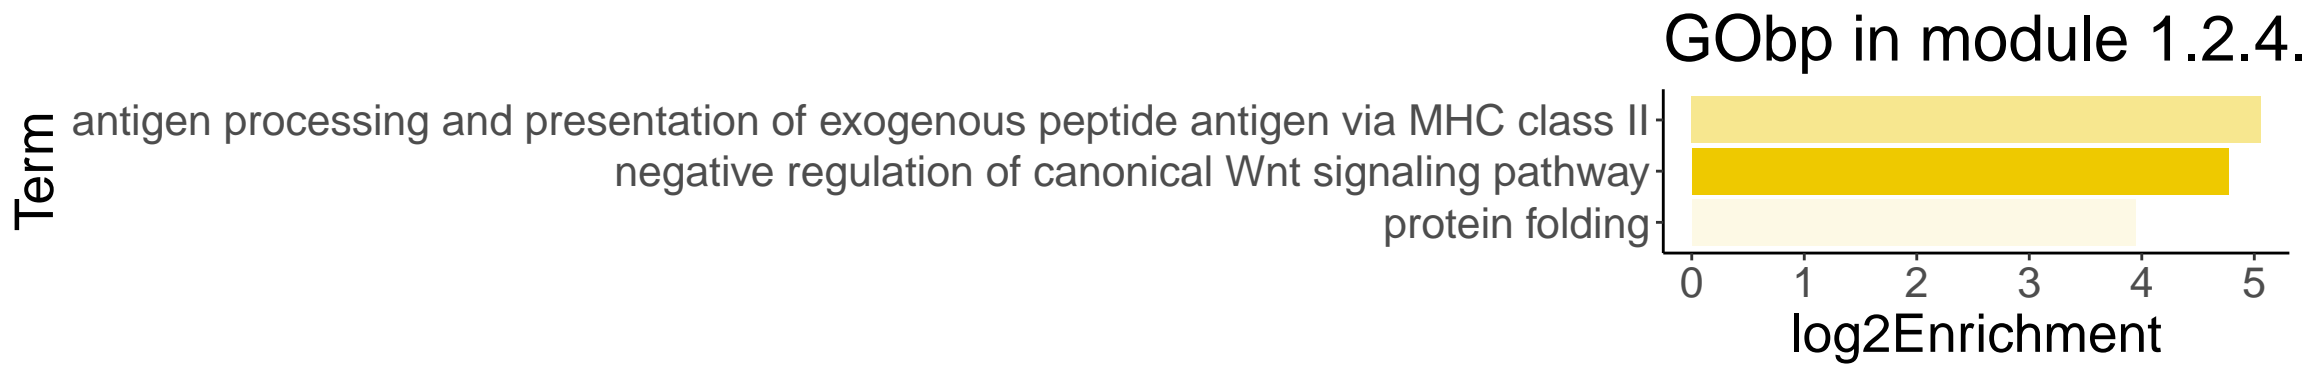 GObp in module 1.2.4.
Term
antigen processing and presentation of exogenous peptide antigen via MHC class II
negative regulation of canonical Wnt signaling pathway
protein folding
0 1 2 3 4 5
log2Enrichment